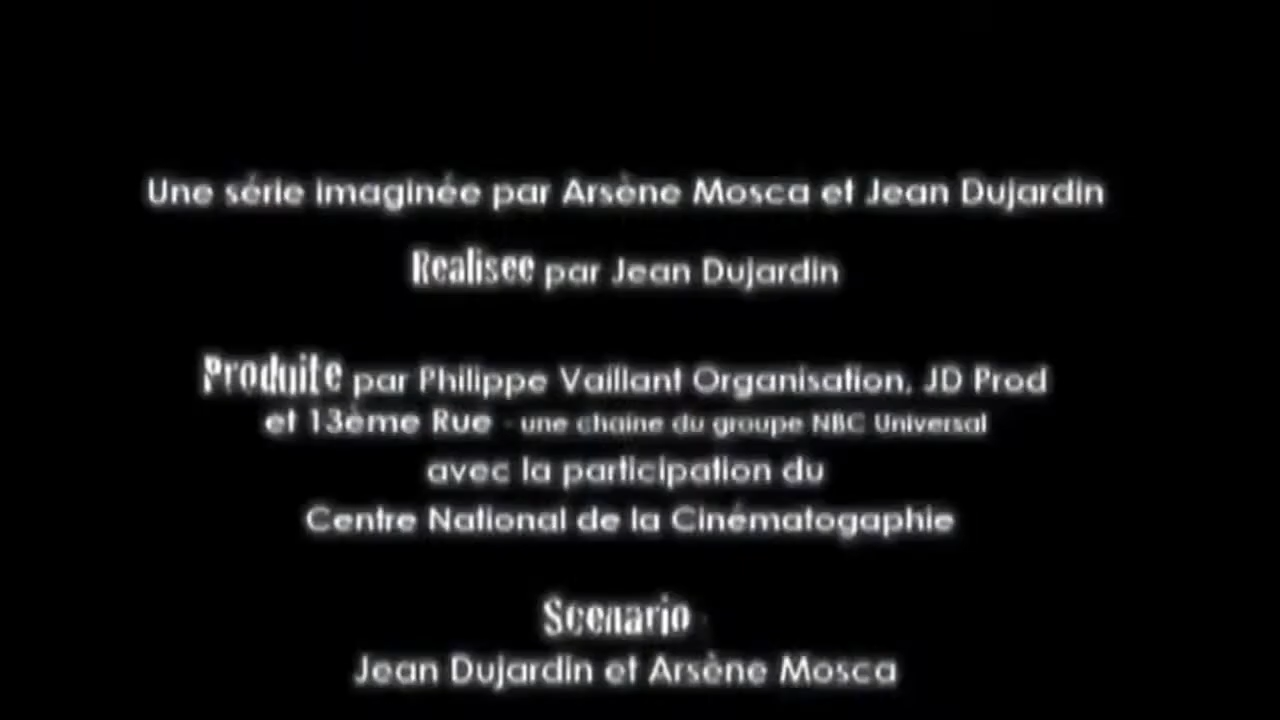 Une série imaginée par Arsène Mosca et Jean Dujardin
Realisee par Jean Dujardin
Produite par Philippe Vaillant Organisation, JD Prod
et 13ème Rue - une chaine du groupe NBC Universal
avec la participation du
Centre National de la Cinématogaphie
Scenario
Jean Dujardin et Arsène Mosca